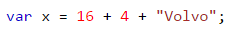 var x = 16 + 4 + "Volvo";